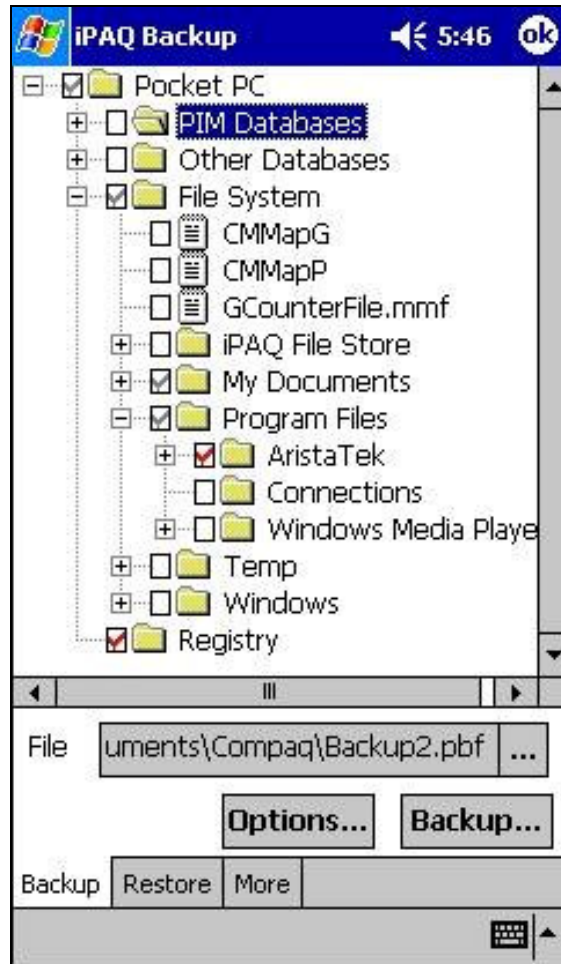 iPAQ Backup 5:46 ok
Pocket PC
PIM Databases
Other Databases
File System
CMMapG
CMMapP
GCounterFile.mmf
iPAQ File Store
My Documents
Program Files
AristaTek
Connections
Windows Media Playe
Temp
Windows
Registry
File uments\Compaq\Backup2.pbf ...
Options... Backup...
Backup Restore More